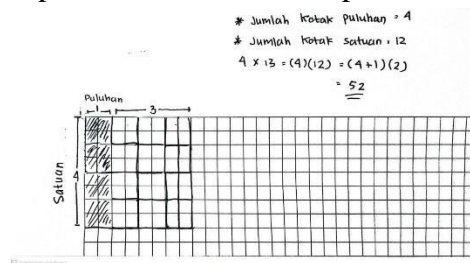 * Jumlah kotak puluhan = 4
* Jumlah kotak satuan = 12
4 x 13 = (4)(12) = (4+1)(2)
= 52
Puluhan
1 3
4
Satuan